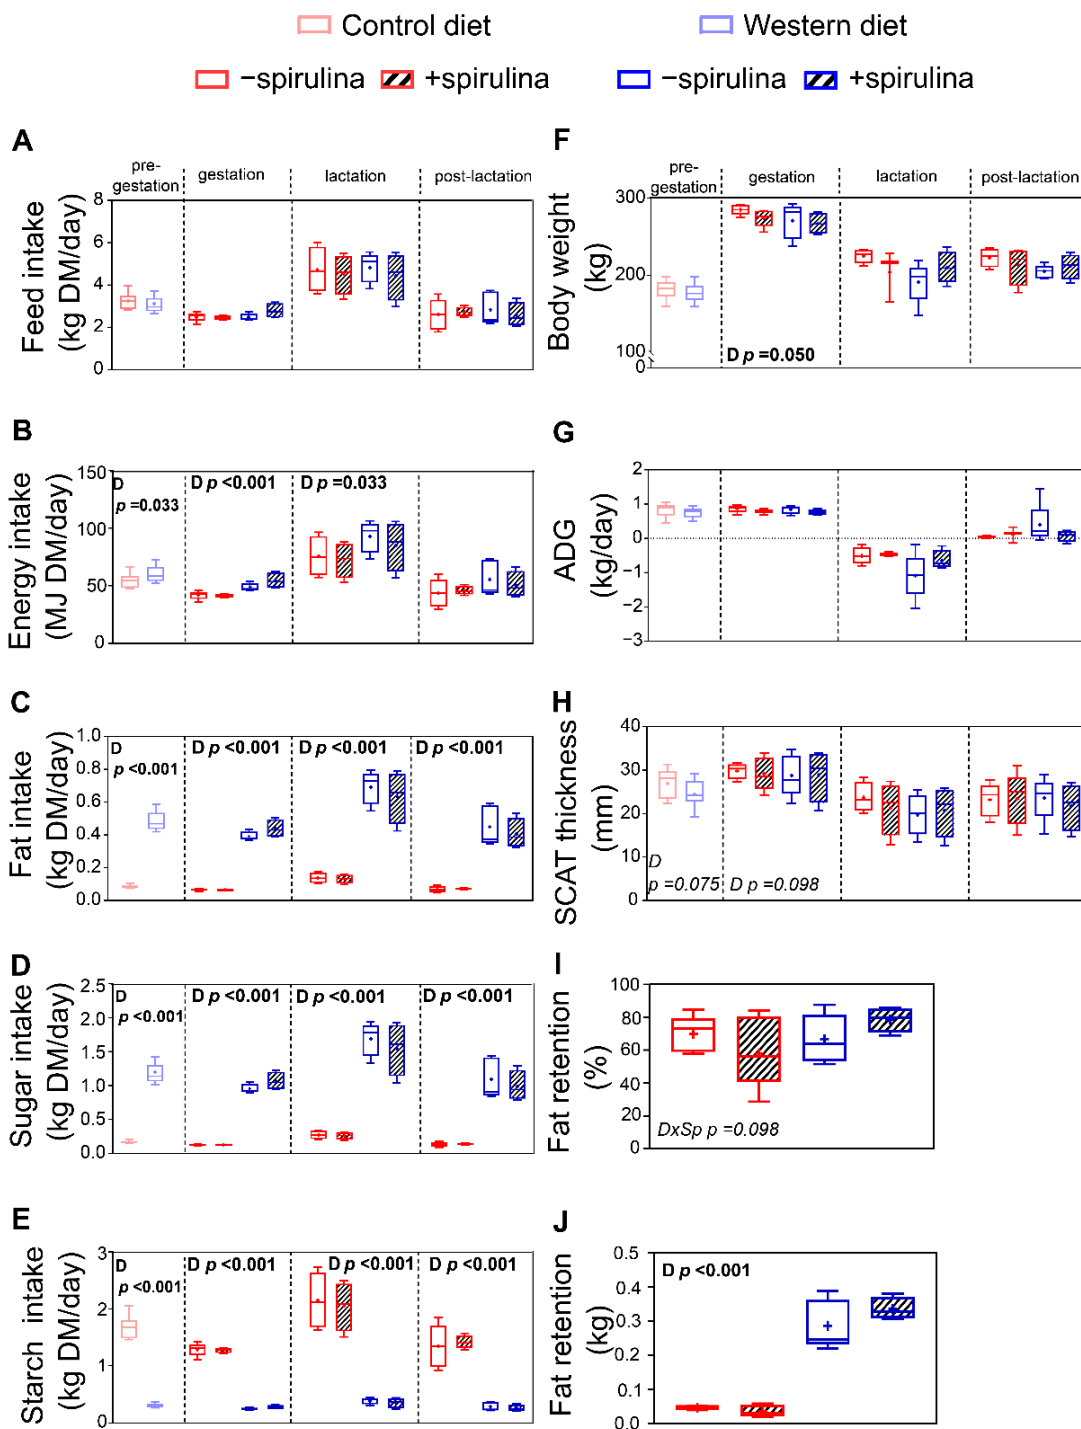 Control diet Western diet
−spirulina +spirulina −spirulina +spirulina
A
pre-gestation gestation lactation post-lactation
Feed intake
(kg DM/day)
8
6
4
2
0
B
Energy intake
(MJ DM/day)
150
100
50
0
D
p =0.033
D p <0.001
D p =0.033
C
Fat intake
(kg DM/day)
1.0
0.8
0.6
0.4
0.2
0.0
D
p <0.001
D p <0.001
D p <0.001
D p <0.001
D
Sugar intake
(kg DM/day)
2.5
2.0
1.5
1.0
0.5
0.0
D
p <0.001
D p <0.001
D p <0.001
D p <0.001
E
Starch intake
(kg DM/day)
3
2
1
0
D
p <0.001
D p <0.001
D p <0.001
D p <0.001
F
pre-gestation gestation lactation post-lactation
Body weight
(kg)
300
200
100
0
D p =0.050
G
ADG
(kg/day)
2
1
0
−1
−2
−3
H
SCAT thickness
(mm)
40
30
20
10
0
D
p =0.075
D p =0.098
I
Fat retention
(%)
100
80
60
40
20
0
DxSp p =0.098
J
Fat retention
(kg)
0.5
0.4
0.3
0.2
0.1
0.0
D p <0.001